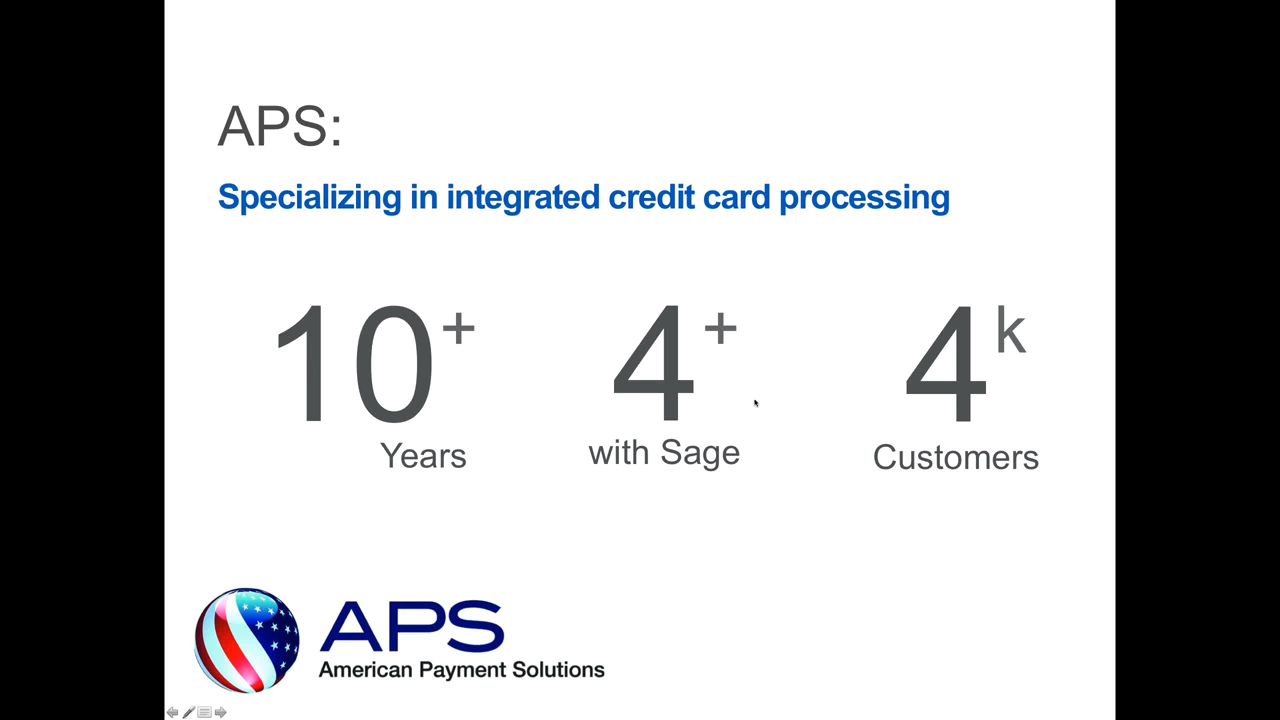 APS:
Specializing in integrated credit card processing
10+ 4+ 4k
Years with Sage Customers
APS
American Payment Solutions